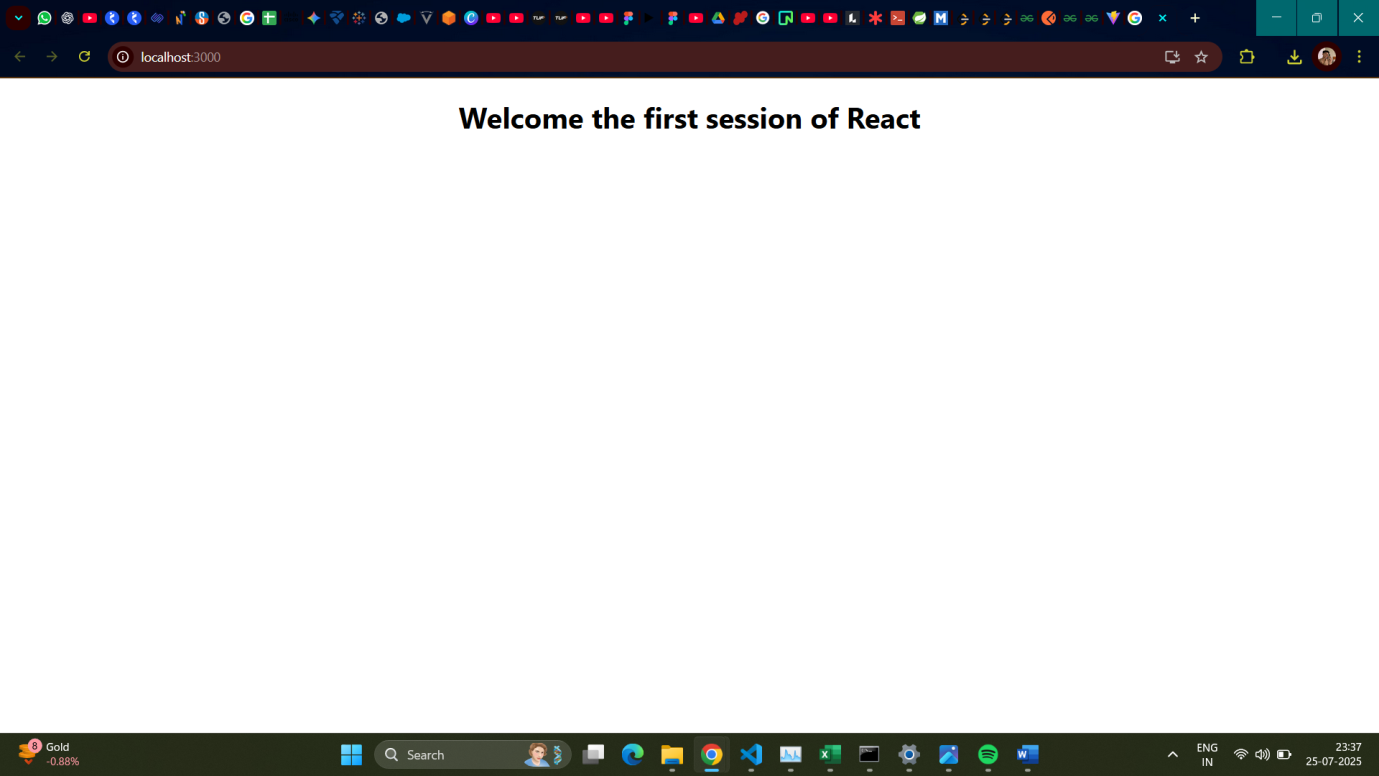 localhost:3000
Welcome the first session of React
8
Gold
-0.88%
Search
ENG
IN
23:37
25-07-2025